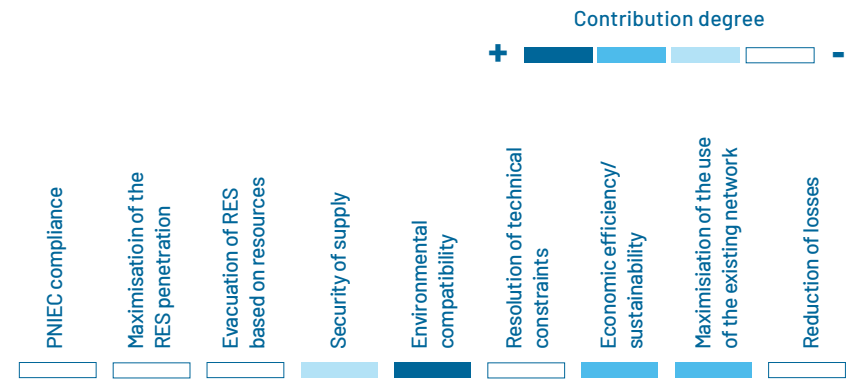 Contribution degree
+ -
PNIEC compliance
Maximisatioin of the
RES penetration
Evacuation of RES
based on resources
Security of supply
Environmental
compatibility
Resolution of technical
constraints
Economic efficiency/
sustainability
Maximisiation of the use
of the existing network
Reduction of losses